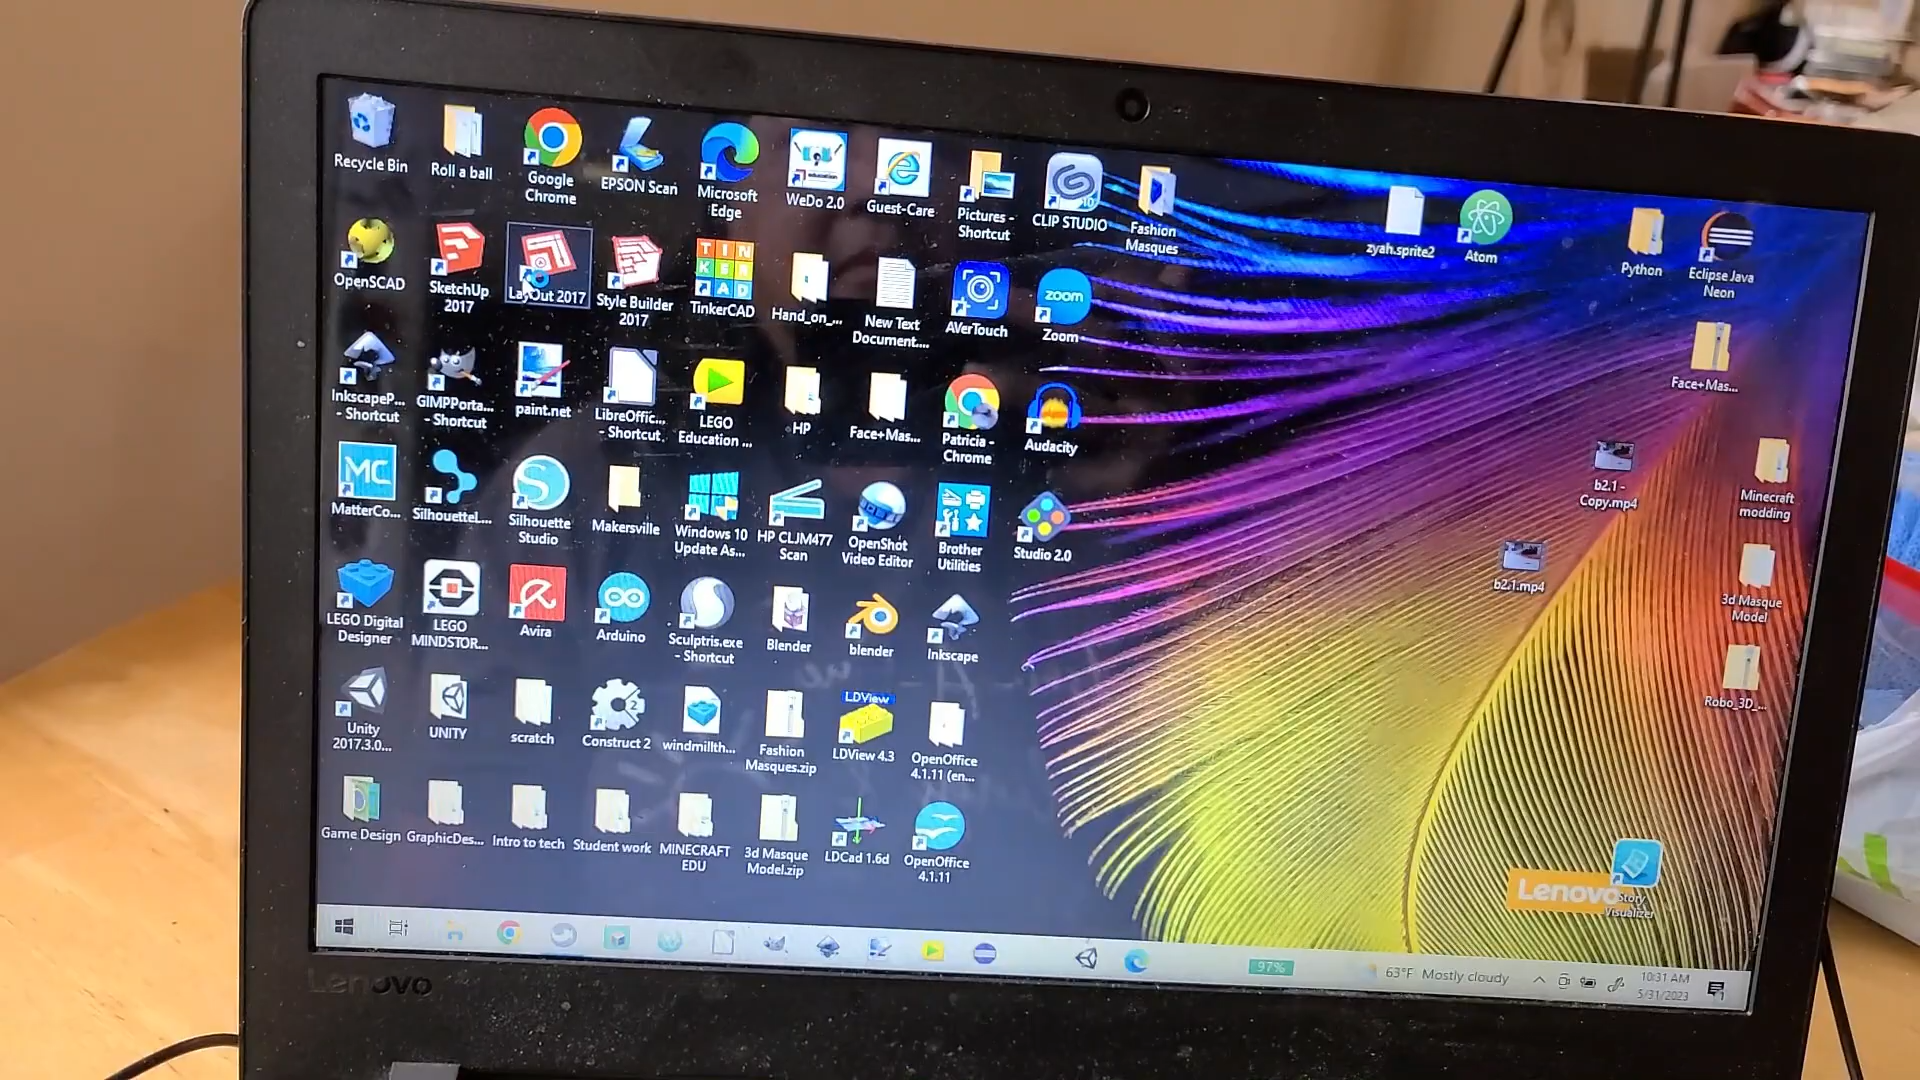 Recycle Bin
Roll a ball
Google
Chrome
EPSON Scan
Microsoft
Edge
WeDo 2.0
Guest-Care
Pictures -
Shortcut
CLIP STUDIO
Fashion
Masques
zyah.sprite2
Atom
Python
Eclipse Java
Neon
OpenSCAD
SketchUp
2017
LayOut 2017
Style Builder
2017
TINKERCAD
TinkerCAD
Hand_on_...
New Text
Document....
AVerTouch
zoom
Zoom
Face+Mas...
InkscapeP...
- Shortcut
GIMPPorta...
- Shortcut
paint.net
LibreOffic...
- Shortcut
LEGO
Education ...
HP
Face+Mas...
Patricia -
Chrome
Audacity
b2.1 -
Copy.mp4
Minecraft
modding
MC
MatterCo...
SilhouetteL...
Silhouette
Studio
Makersville
Windows 10
Update As...
HP CLJM477
Scan
OpenShot
Video Editor
Brother
Utilities
Studio 2.0
b2.1.mp4
3d Masque
Model
LEGO Digital
Designer
LEGO
MINDSTOR...
Avira
Arduino
Sculptris.exe
- Shortcut
Blender
blender
Inkscape
Robo_3D_...
Unity
2017.3.0...
UNITY
scratch
Construct 2
windmillth...
Fashion
Masques.zip
LDView
LDView 4.3
OpenOffice
4.1.11 (en...
Game Design
GraphicDes...
Intro to tech
Student work
MINECRAFT
EDU
3d Masque
Model.zip
LDCad 1.6d
OpenOffice
4.1.11
Lenovo
Story
Visualizer
97%
63°F Mostly cloudy
10:31 AM
5/31/2023
Lenovo